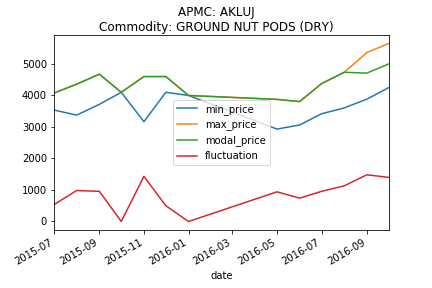 APMC: AKLUJ
Commodity: GROUND NUT PODS (DRY)
5000
4000
3000
2000
1000
0
min_price
max_price
modal_price
fluctuation
2015-07
2015-09
2015-11
2016-01
2016-03
2016-05
2016-07
2016-09
date